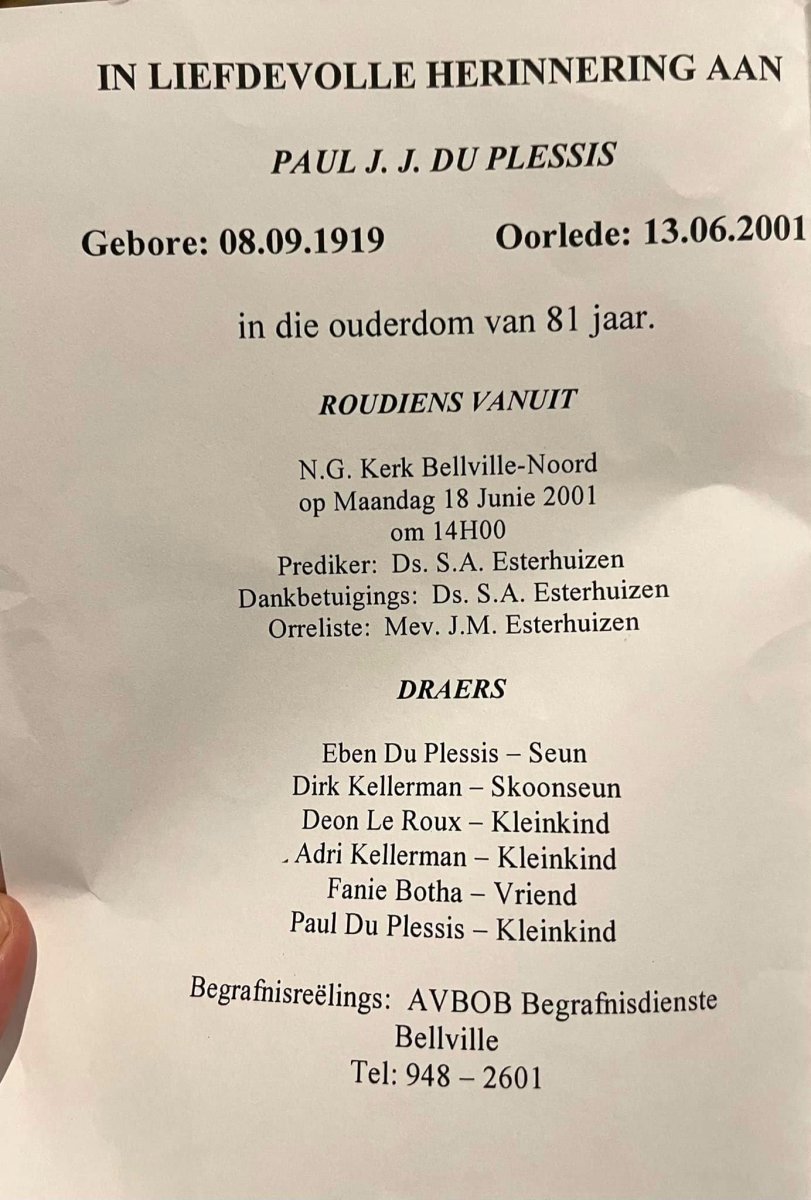 IN LIEFDEVOLLE HERINNERING AAN
PAUL J. J. DU PLESSIS
Gebore: 08.09.1919 Oorlede: 13.06.2001
in die ouderdom van 81 jaar.
ROUDIENS VANUIT
N.G. Kerk Bellville-Noord
op Maandag 18 Junie 2001
om 14H00
Prediker: Ds. S.A. Esterhuizen
Dankbetuigings: Ds. S.A. Esterhuizen
Orreliste: Mev. J.M. Esterhuizen
DRAERS
Eben Du Plessis – Seun
Dirk Kellerman – Skoonseun
Deon Le Roux – Kleinkind
Adri Kellerman – Kleinkind
Fanie Botha – Vriend
Paul Du Plessis – Kleinkind
Begrafnisreëlings: AVBOB Begrafnisdienste
Bellville
Tel: 948 – 2601